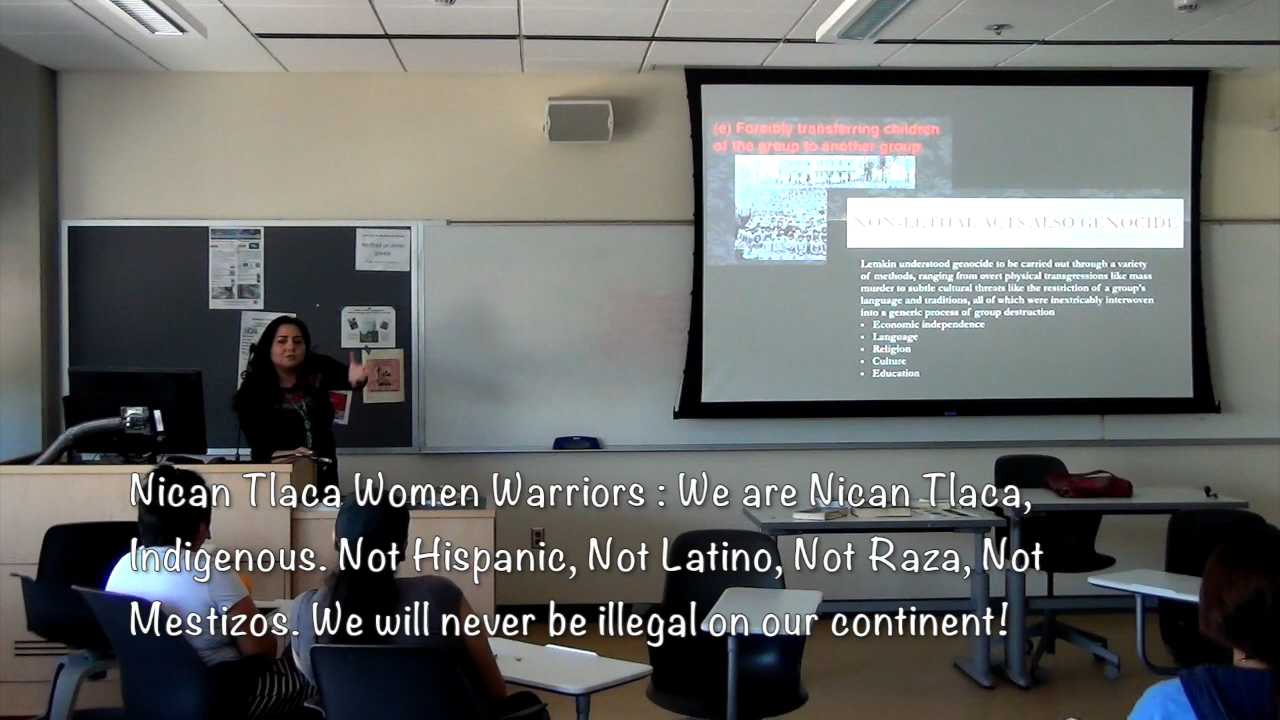 (e) Forcibly transferring children
of the group to another group
NON-LETHAL ACTS ALSO GENOCIDE
Lemkin understood genocide to be carried out through a variety
of methods, ranging from overt physical transgressions like mass
murder to subtle cultural threats like the restriction of a group's
language and traditions, all of which were inextricably interwoven
into a generic process of group destruction
• Economic independence
• Language
• Religion
• Culture
• Education
Nican Tlaca Women Warriors : We are Nican Tlaca,
Indigenous. Not Hispanic, Not Latino, Not Raza, Not
Mestizos. We will never be illegal on our continent!